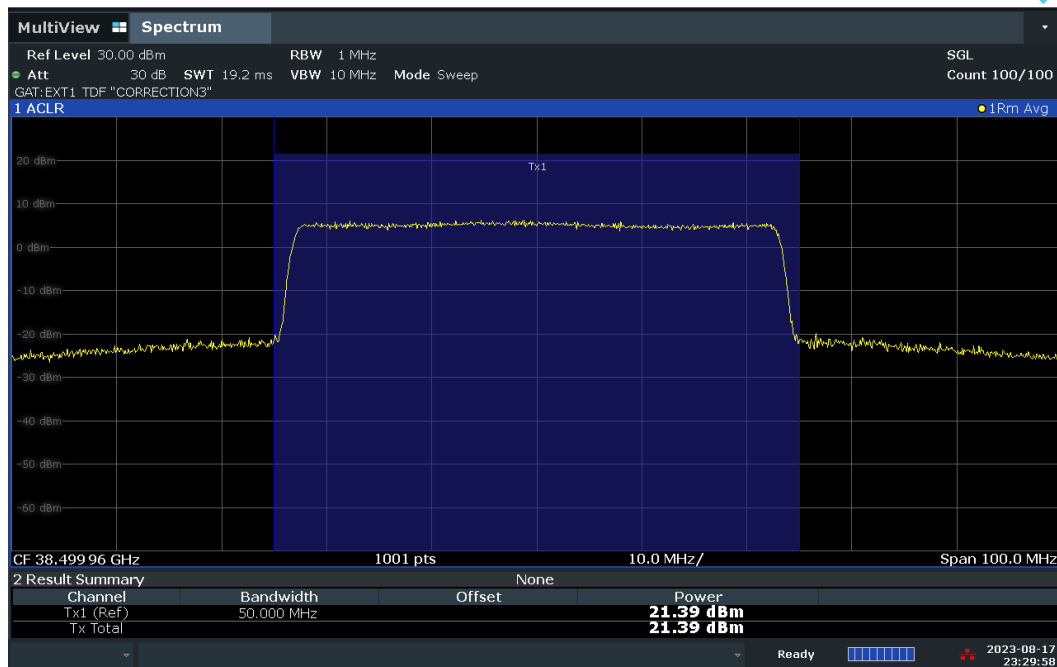 MultiView Spectrum
Ref Level 30.00 dBm RBW 1 MHz SGL
Att 30 dB SWT 19.2 ms VBW 10 MHz Mode Sweep Count 100/100
GAT:EXT1 TDF "CORRECTION3"
1 ACLR 1Rm Avg
20 dBm
Tx1
10 dBm
0 dBm
-10 dBm
-20 dBm
-30 dBm
-40 dBm
-50 dBm
-60 dBm
CF 38.49996 GHz 1001 pts 10.0 MHz/ Span 100.0 MHz
2 Result Summary None
Channel Bandwidth Offset Power
Tx1 (Ref) 50.000 MHz 21.39 dBm
Tx Total 21.39 dBm
Ready 2023-08-17
23:29:58